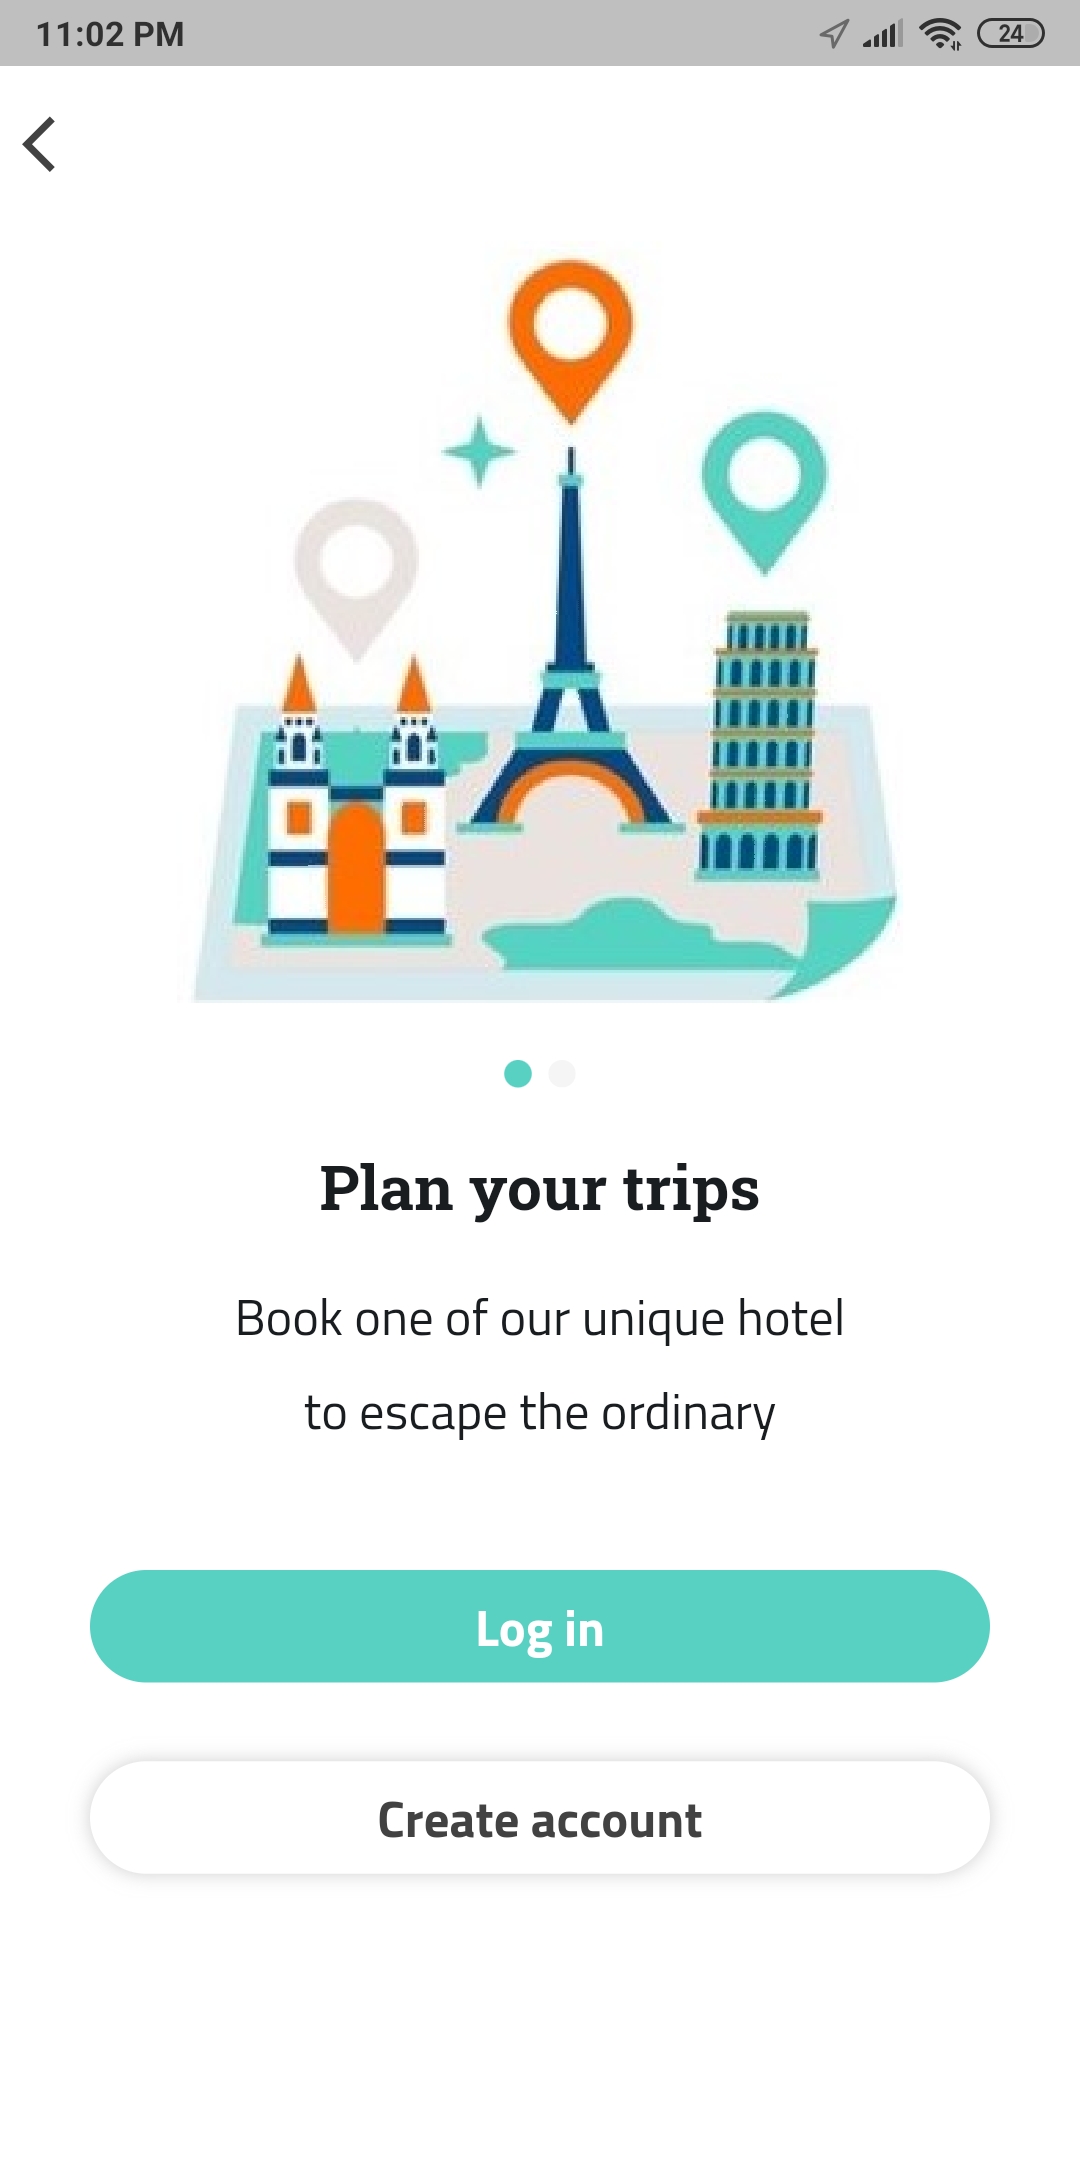 11:02 PM
24
Plan your trips
Book one of our unique hotel
to escape the ordinary
Log in
Create account